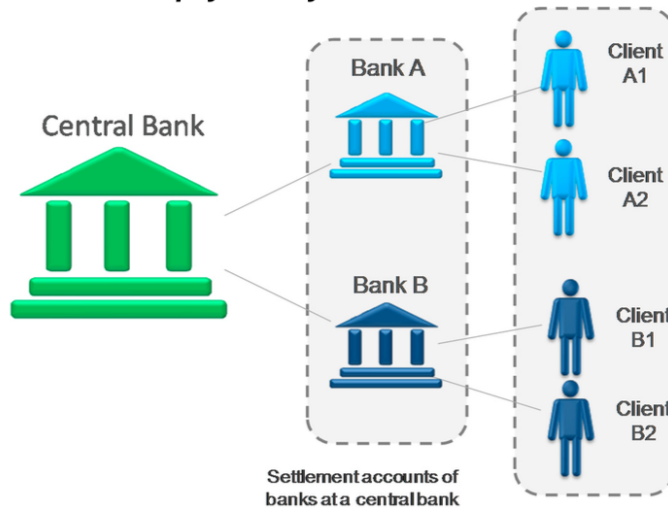 Bank A
Client
A1
Central Bank
Client
A2
Bank B
Client
B1
Client
B2
Settlement accounts of
banks at a central bank